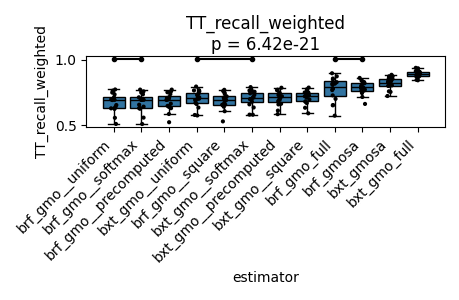 TT_recall_weighted
p = 6.42e-21
TT_recall_weighted
1.0
0.5
brf_gmo__uniform
brf_gmo__softmax
brf_gmo__precomputed
bxt_gmo__uniform
brf_gmo__square
bxt_gmo__softmax
bxt_gmo__precomputed
bxt_gmo__square
brf_gmo_full
brf_gmosa
bxt_gmosa
bxt_gmo_full
estimator